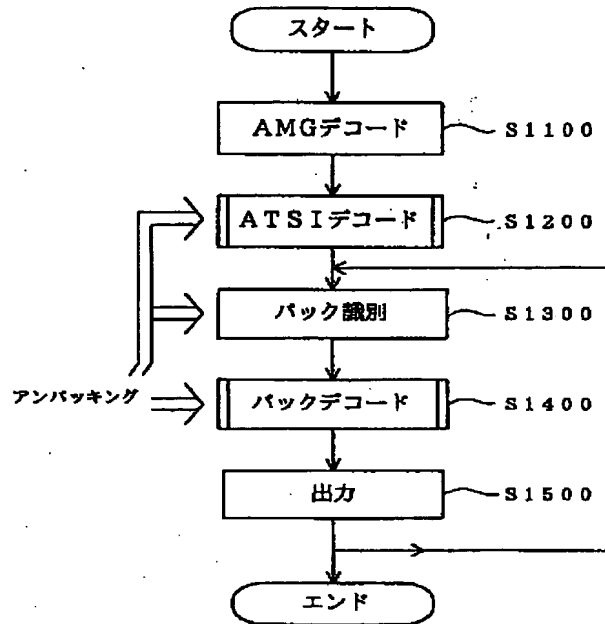 スタート
AMGデコード
S1100
ATSIデコード
S1200
パック識別
S1300
アンパッキング
パックデコード
S1400
出力
S1500
エンド